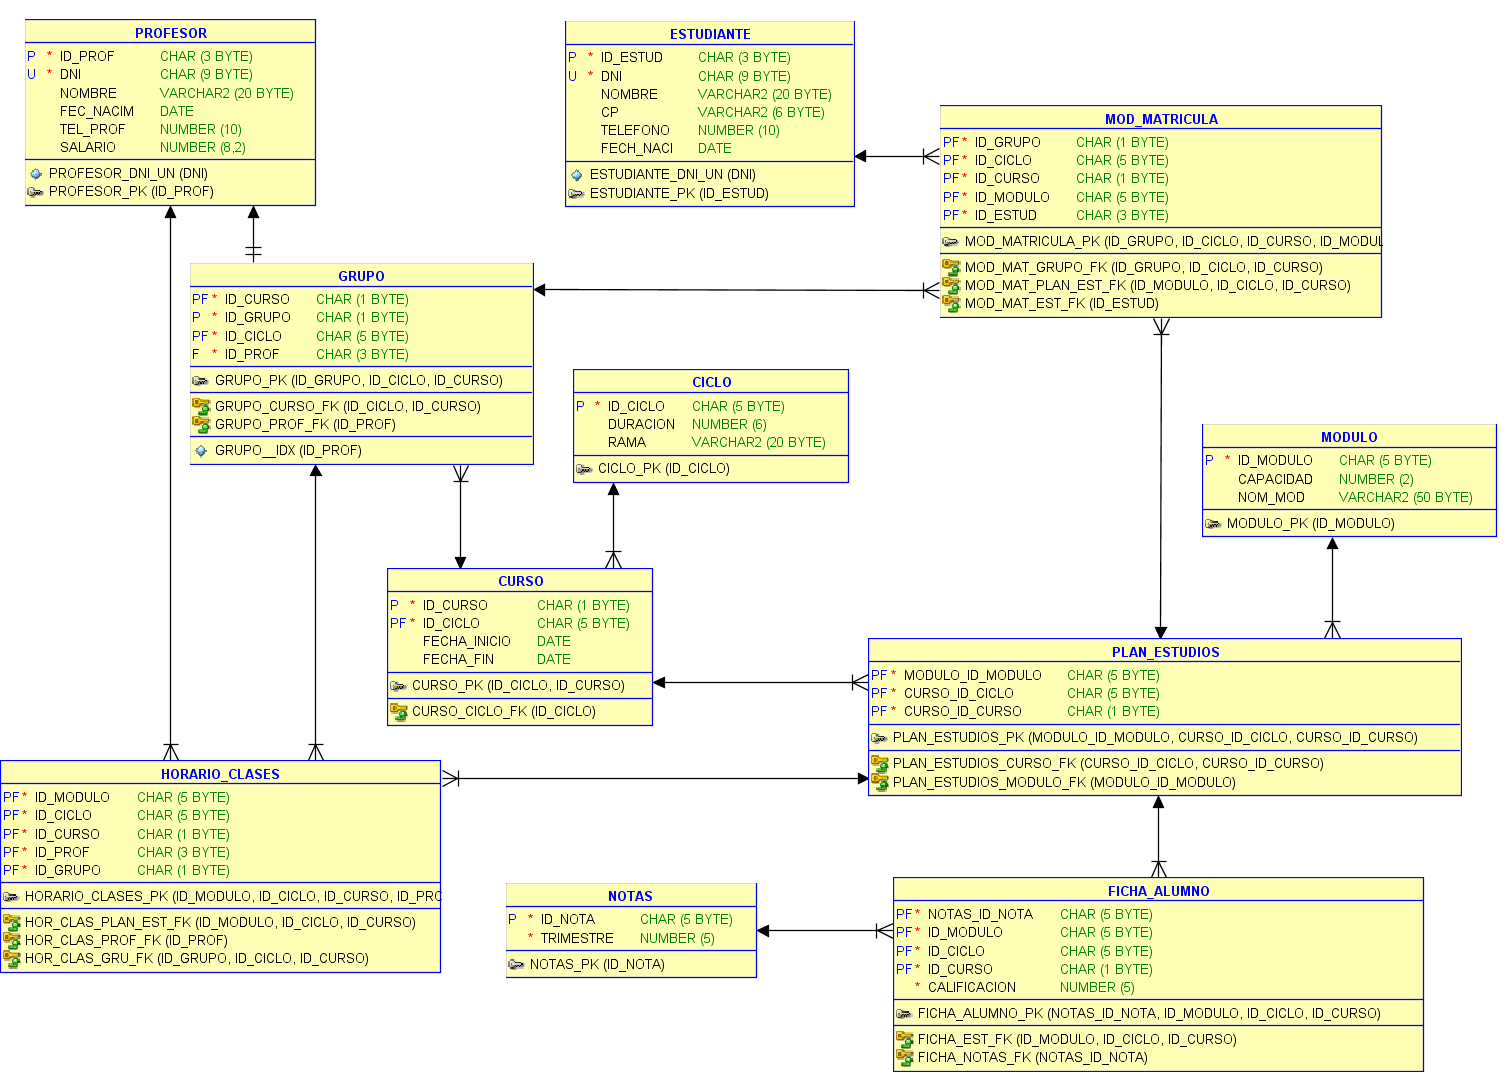 PROFESOR
P * ID_PROF CHAR (3 BYTE)
U * DNI CHAR (9 BYTE)
NOMBRE VARCHAR2 (20 BYTE)
FEC_NACIM DATE
TEL_PROF NUMBER (10)
SALARIO NUMBER (8,2)
PROFESOR_DNI_UN (DNI)
PROFESOR_PK (ID_PROF)
ESTUDIANTE
P * ID_ESTUD CHAR (3 BYTE)
U * DNI CHAR (9 BYTE)
NOMBRE VARCHAR2 (20 BYTE)
CP VARCHAR2 (6 BYTE)
TELEFONO NUMBER (10)
FECH_NACI DATE
ESTUDIANTE_DNI_UN (DNI)
ESTUDIANTE_PK (ID_ESTUD)
MOD_MATRICULA
PF * ID_GRUPO CHAR (1 BYTE)
PF * ID_CICLO CHAR (5 BYTE)
PF * ID_CURSO CHAR (1 BYTE)
PF * ID_MODULO CHAR (5 BYTE)
PF * ID_ESTUD CHAR (3 BYTE)
MOD_MATRICULA_PK (ID_GRUPO, ID_CICLO, ID_CURSO, ID_MODUL
MOD_MAT_GRUPO_FK (ID_GRUPO, ID_CICLO, ID_CURSO)
MOD_MAT_PLAN_EST_FK (ID_MODULO, ID_CICLO, ID_CURSO)
MOD_MAT_EST_FK (ID_ESTUD)
GRUPO
PF * ID_CURSO CHAR (1 BYTE)
P * ID_GRUPO CHAR (1 BYTE)
PF * ID_CICLO CHAR (5 BYTE)
F * ID_PROF CHAR (3 BYTE)
GRUPO_PK (ID_GRUPO, ID_CICLO, ID_CURSO)
GRUPO_CURSO_FK (ID_CICLO, ID_CURSO)
GRUPO_PROF_FK (ID_PROF)
GRUPO__IDX (ID_PROF)
CICLO
P * ID_CICLO CHAR (5 BYTE)
DURACION NUMBER (6)
RAMA VARCHAR2 (20 BYTE)
CICLO_PK (ID_CICLO)
MODULO
P * ID_MODULO CHAR (5 BYTE)
CAPACIDAD NUMBER (2)
NOM_MOD VARCHAR2 (50 BYTE)
MODULO_PK (ID_MODULO)
CURSO
P * ID_CURSO CHAR (1 BYTE)
PF * ID_CICLO CHAR (5 BYTE)
FECHA_INICIO DATE
FECHA_FIN DATE
CURSO_PK (ID_CICLO, ID_CURSO)
CURSO_CICLO_FK (ID_CICLO)
PLAN_ESTUDIOS
PF * MODULO_ID_MODULO CHAR (5 BYTE)
PF * CURSO_ID_CICLO CHAR (5 BYTE)
PF * CURSO_ID_CURSO CHAR (1 BYTE)
PLAN_ESTUDIOS_PK (MODULO_ID_MODULO, CURSO_ID_CICLO, CURSO_ID_CURSO)
PLAN_ESTUDIOS_CURSO_FK (CURSO_ID_CICLO, CURSO_ID_CURSO)
PLAN_ESTUDIOS_MODULO_FK (MODULO_ID_MODULO)
HORARIO_CLASES
PF * ID_MODULO CHAR (5 BYTE)
PF * ID_CICLO CHAR (5 BYTE)
PF * ID_CURSO CHAR (1 BYTE)
PF * ID_PROF CHAR (3 BYTE)
PF * ID_GRUPO CHAR (1 BYTE)
HORARIO_CLASES_PK (ID_MODULO, ID_CICLO, ID_CURSO, ID_PRO
HOR_CLAS_PLAN_EST_FK (ID_MODULO, ID_CICLO, ID_CURSO)
HOR_CLAS_PROF_FK (ID_PROF)
HOR_CLAS_GRU_FK (ID_GRUPO, ID_CICLO, ID_CURSO)
NOTAS
P * ID_NOTA CHAR (5 BYTE)
* TRIMESTRE NUMBER (5)
NOTAS_PK (ID_NOTA)
FICHA_ALUMNO
PF * NOTAS_ID_NOTA CHAR (5 BYTE)
PF * ID_MODULO CHAR (5 BYTE)
PF * ID_CICLO CHAR (5 BYTE)
PF * ID_CURSO CHAR (1 BYTE)
* CALIFICACION NUMBER (5)
FICHA_ALUMNO_PK (NOTAS_ID_NOTA, ID_MODULO, ID_CICLO, ID_CURSO)
FICHA_EST_FK (ID_MODULO, ID_CICLO, ID_CURSO)
FICHA_NOTAS_FK (NOTAS_ID_NOTA)